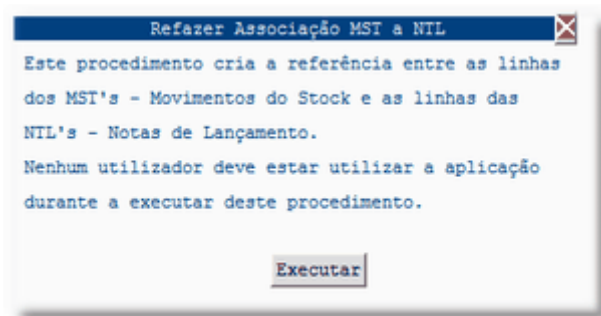 Refazer Associação MST a NTL
Este procedimento cria a referência entre as linhas
dos MST's - Movimentos do Stock e as linhas das
NTL's - Notas de Lançamento.
Nenhum utilizador deve estar utilizar a aplicação
durante a executar deste procedimento.
Executar